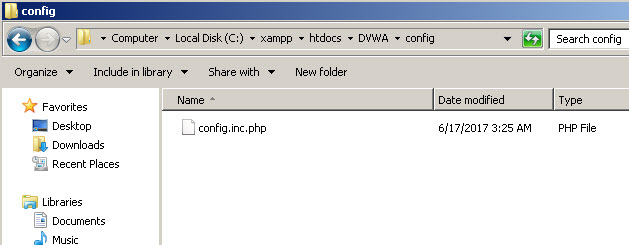 config
Computer Local Disk (C:) xampp htdocs DVWA config Search config
Organize Include in library Share with New folder
Favorites
Desktop
Downloads
Recent Places
Libraries
Documents
Music
Name Date modified Type
config.inc.php 6/17/2017 3:25 AM PHP File